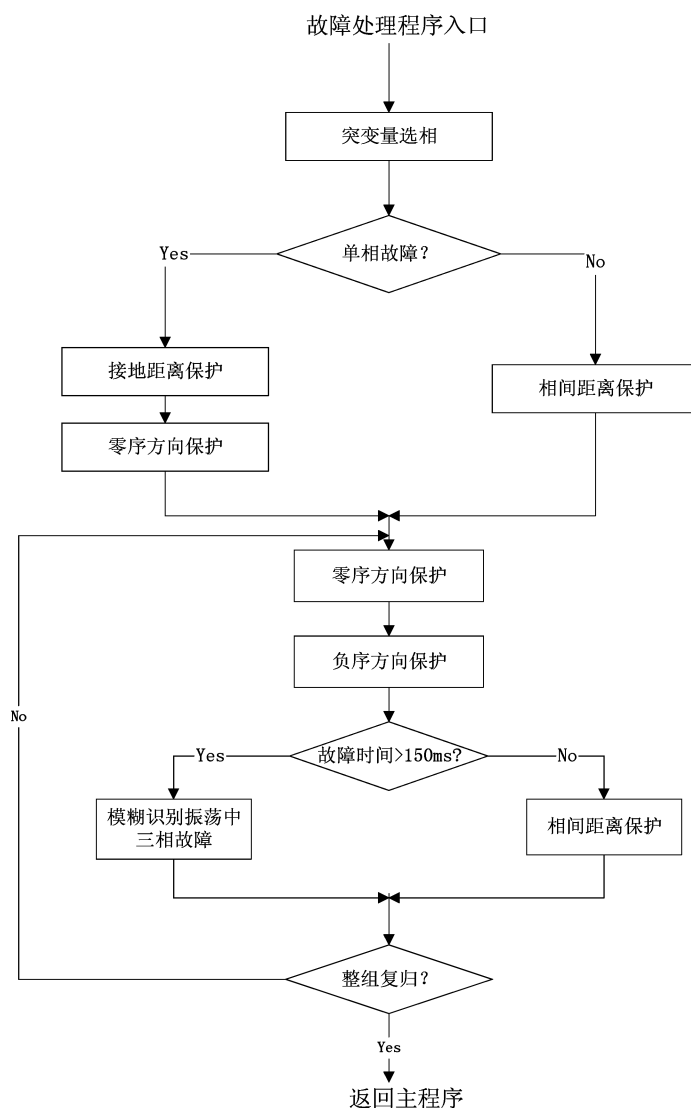 故障处理程序入口
突变量选相
单相故障？
Yes
No
接地距离保护
相间距离保护
零序方向保护
零序方向保护
负序方向保护
No
故障时间>150ms?
Yes
No
模糊识别振荡中
三相故障
相间距离保护
整组复归？
Yes
返回主程序